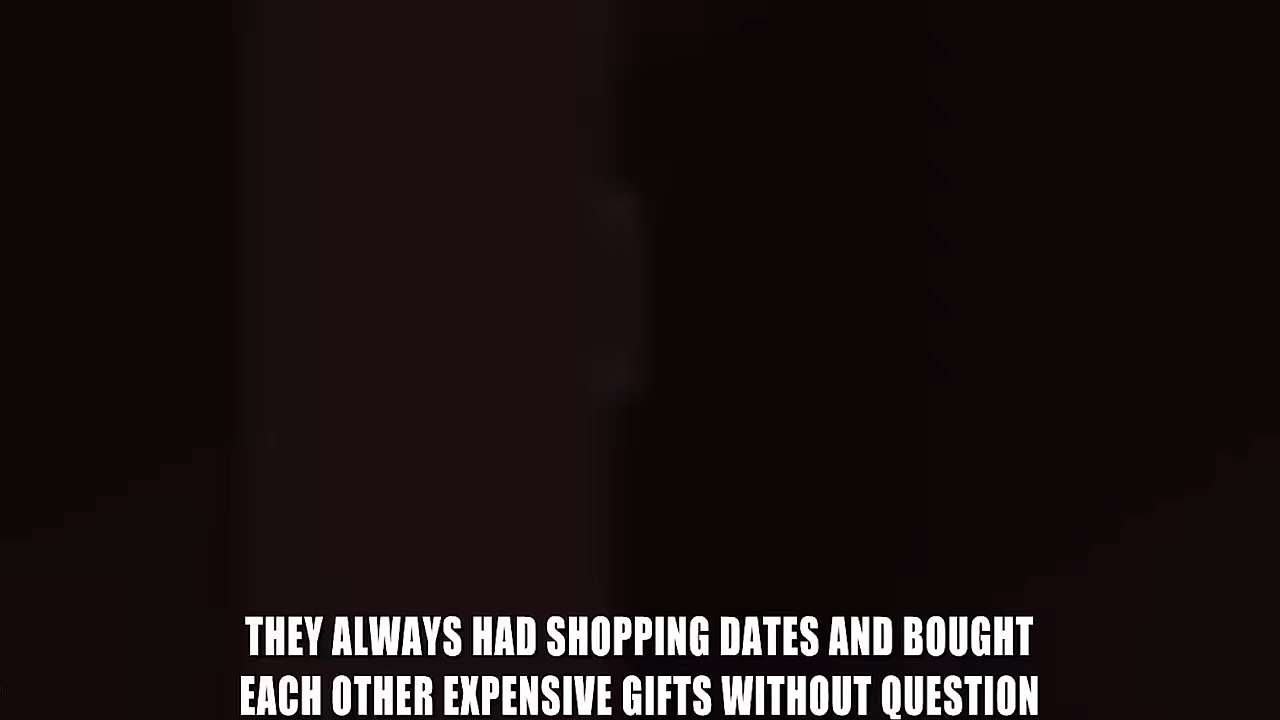 THEY ALWAYS HAD SHOPPING DATES AND BOUGHT
EACH OTHER EXPENSIVE GIFTS WITHOUT QUESTION